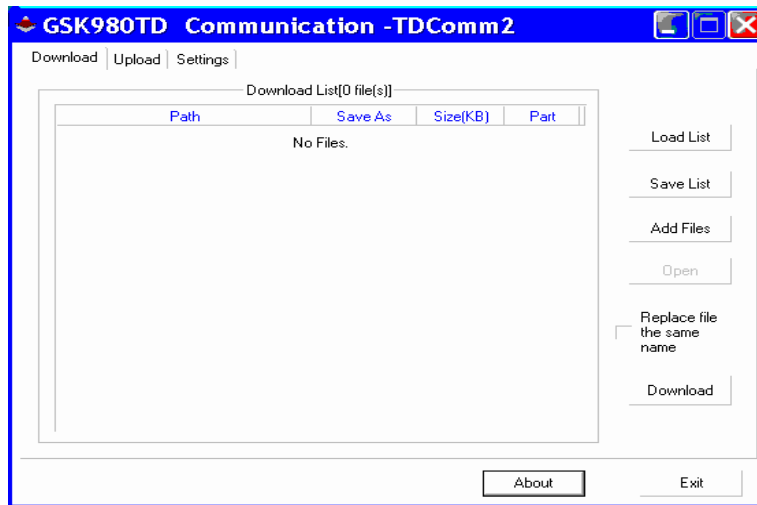 GSK980TD Communication -TDComm2
Download Upload Settings
Download List[0 file(s)]
Path Save As Size(KB) Part
No Files.
Load List
Save List
Add Files
Open
Replace file
the same
name
Download
About Exit